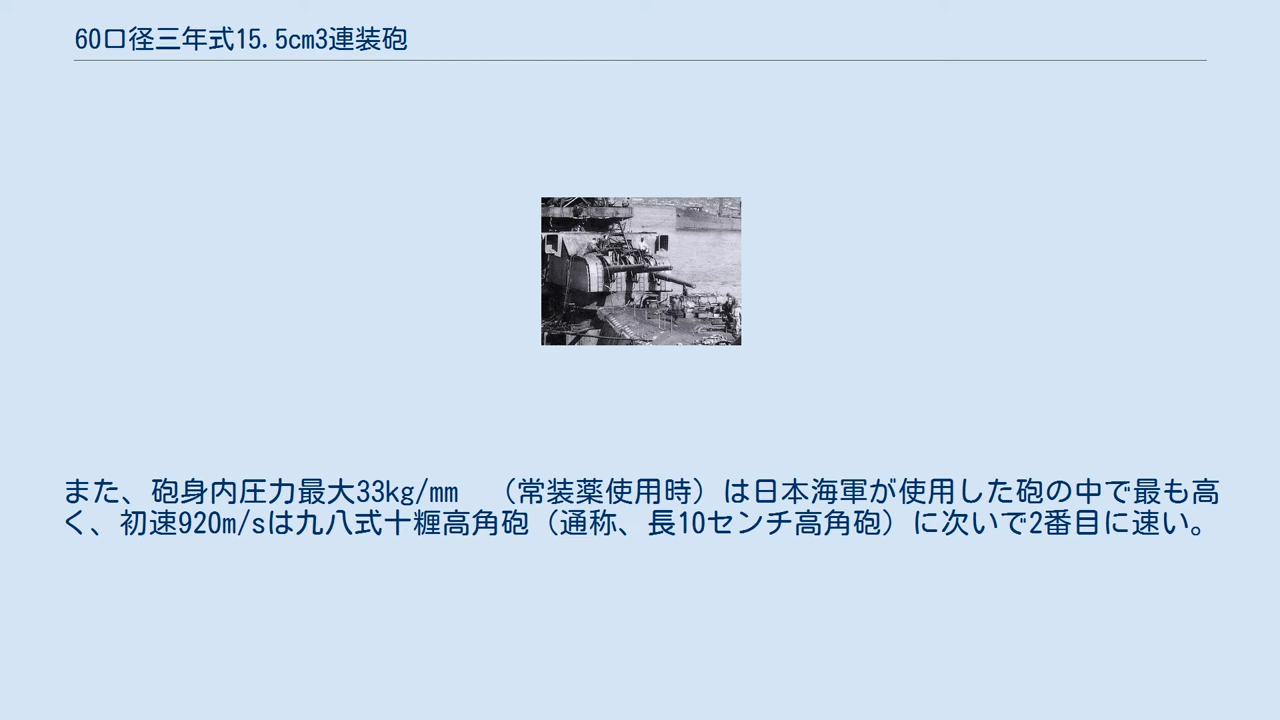 60口径三年式15.5cm3連装砲
また、砲身内圧力最大33kg/mm　（常装薬使用時）は日本海軍が使用した砲の中で最も高
く、初速920m/sは九八式十糎高角砲（通称、長10センチ高角砲）に次いで2番目に速い。